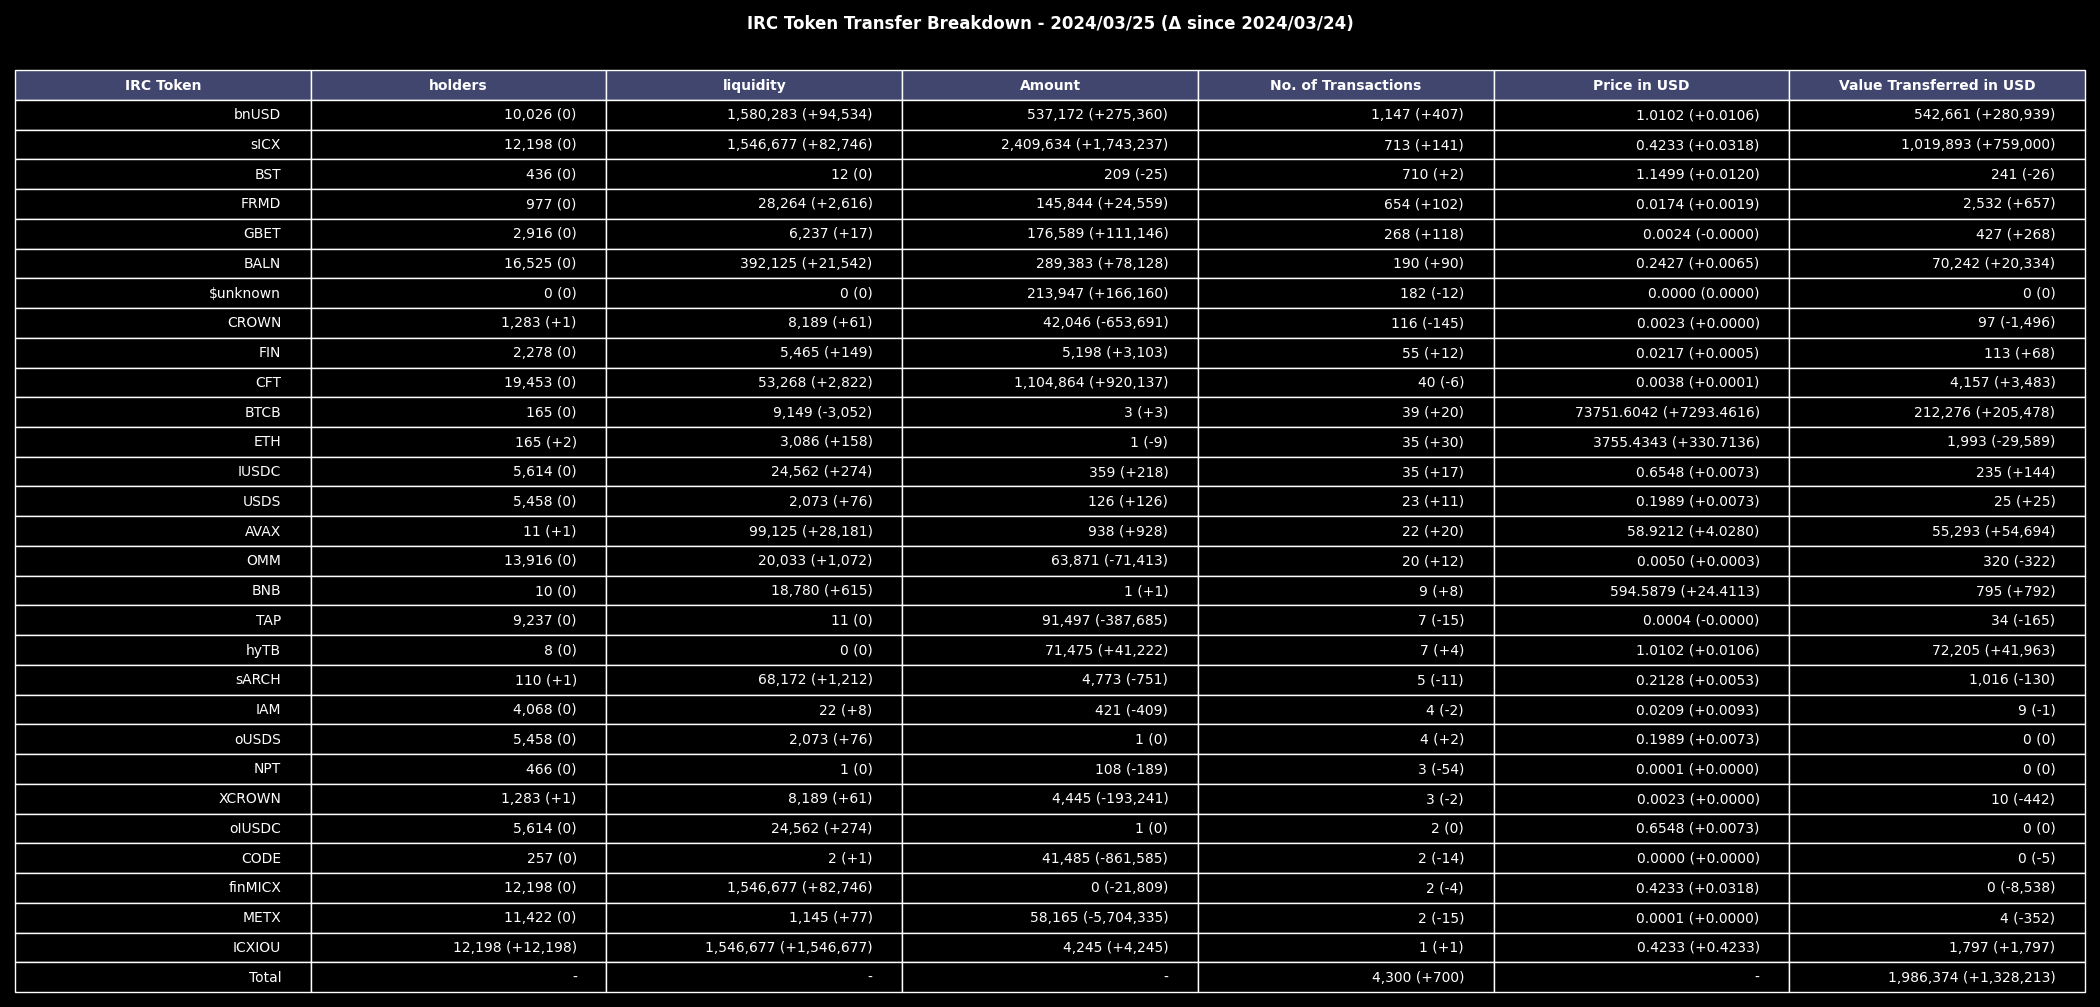 IRC Token Transfer Breakdown - 2024/03/25 (Δ since 2024/03/24)
IRC Token holders liquidity Amount No. of Transactions Price in USD Value Transferred in USD
bnUSD 10,026 (0) 1,580,283 (+94,534) 537,172 (+275,360) 1,147 (+407) 1.0102 (+0.0106) 542,661 (+280,939)
sICX 12,198 (0) 1,546,677 (+82,746) 2,409,634 (+1,743,237) 713 (+141) 0.4233 (+0.0318) 1,019,893 (+759,000)
BST 436 (0) 12 (0) 209 (-25) 710 (+2) 1.1499 (+0.0120) 241 (-26)
FRMD 977 (0) 28,264 (+2,616) 145,844 (+24,559) 654 (+102) 0.0174 (+0.0019) 2,532 (+657)
GBET 2,916 (0) 6,237 (+17) 176,589 (+111,146) 268 (+118) 0.0024 (-0.0000) 427 (+268)
BALN 16,525 (0) 392,125 (+21,542) 289,383 (+78,128) 190 (+90) 0.2427 (+0.0065) 70,242 (+20,334)
$unknown 0 (0) 0 (0) 213,947 (+166,160) 182 (-12) 0.0000 (0.0000) 0 (0)
CROWN 1,283 (+1) 8,189 (+61) 42,046 (-653,691) 116 (-145) 0.0023 (+0.0000) 97 (-1,496)
FIN 2,278 (0) 5,465 (+149) 5,198 (+3,103) 55 (+12) 0.0217 (+0.0005) 113 (+68)
CFT 19,453 (0) 53,268 (+2,822) 1,104,864 (+920,137) 40 (-6) 0.0038 (+0.0001) 4,157 (+3,483)
BTCB 165 (0) 9,149 (-3,052) 3 (+3) 39 (+20) 73751.6042 (+7293.4616) 212,276 (+205,478)
ETH 165 (+2) 3,086 (+158) 1 (-9) 35 (+30) 3755.4343 (+330.7136) 1,993 (-29,589)
IUSDC 5,614 (0) 24,562 (+274) 359 (+218) 35 (+17) 0.6548 (+0.0073) 235 (+144)
USDS 5,458 (0) 2,073 (+76) 126 (+126) 23 (+11) 0.1989 (+0.0073) 25 (+25)
AVAX 11 (+1) 99,125 (+28,181) 938 (+928) 22 (+20) 58.9212 (+4.0280) 55,293 (+54,694)
OMM 13,916 (0) 20,033 (+1,072) 63,871 (-71,413) 20 (+12) 0.0050 (+0.0003) 320 (-322)
BNB 10 (0) 18,780 (+615) 1 (+1) 9 (+8) 594.5879 (+24.4113) 795 (+792)
TAP 9,237 (0) 11 (0) 91,497 (-387,685) 7 (-15) 0.0004 (-0.0000) 34 (-165)
hyTB 8 (0) 0 (0) 71,475 (+41,222) 7 (+4) 1.0102 (+0.0106) 72,205 (+41,963)
sARCH 110 (+1) 68,172 (+1,212) 4,773 (-751) 5 (-11) 0.2128 (+0.0053) 1,016 (-130)
IAM 4,068 (0) 22 (+8) 421 (-409) 4 (-2) 0.0209 (+0.0093) 9 (-1)
oUSDS 5,458 (0) 2,073 (+76) 1 (0) 4 (+2) 0.1989 (+0.0073) 0 (0)
NPT 466 (0) 1 (0) 108 (-189) 3 (-54) 0.0001 (+0.0000) 0 (0)
XCROWN 1,283 (+1) 8,189 (+61) 4,445 (-193,241) 3 (-2) 0.0023 (+0.0000) 10 (-442)
oIUSDC 5,614 (0) 24,562 (+274) 1 (0) 2 (0) 0.6548 (+0.0073) 0 (0)
CODE 257 (0) 2 (+1) 41,485 (-861,585) 2 (-14) 0.0000 (+0.0000) 0 (-5)
finMICX 12,198 (0) 1,546,677 (+82,746) 0 (-21,809) 2 (-4) 0.4233 (+0.0318) 0 (-8,538)
METX 11,422 (0) 1,145 (+77) 58,165 (-5,704,335) 2 (-15) 0.0001 (+0.0000) 4 (-352)
ICXIOU 12,198 (+12,198) 1,546,677 (+1,546,677) 4,245 (+4,245) 1 (+1) 0.4233 (+0.4233) 1,797 (+1,797)
Total - - - 4,300 (+700) - 1,986,374 (+1,328,213)